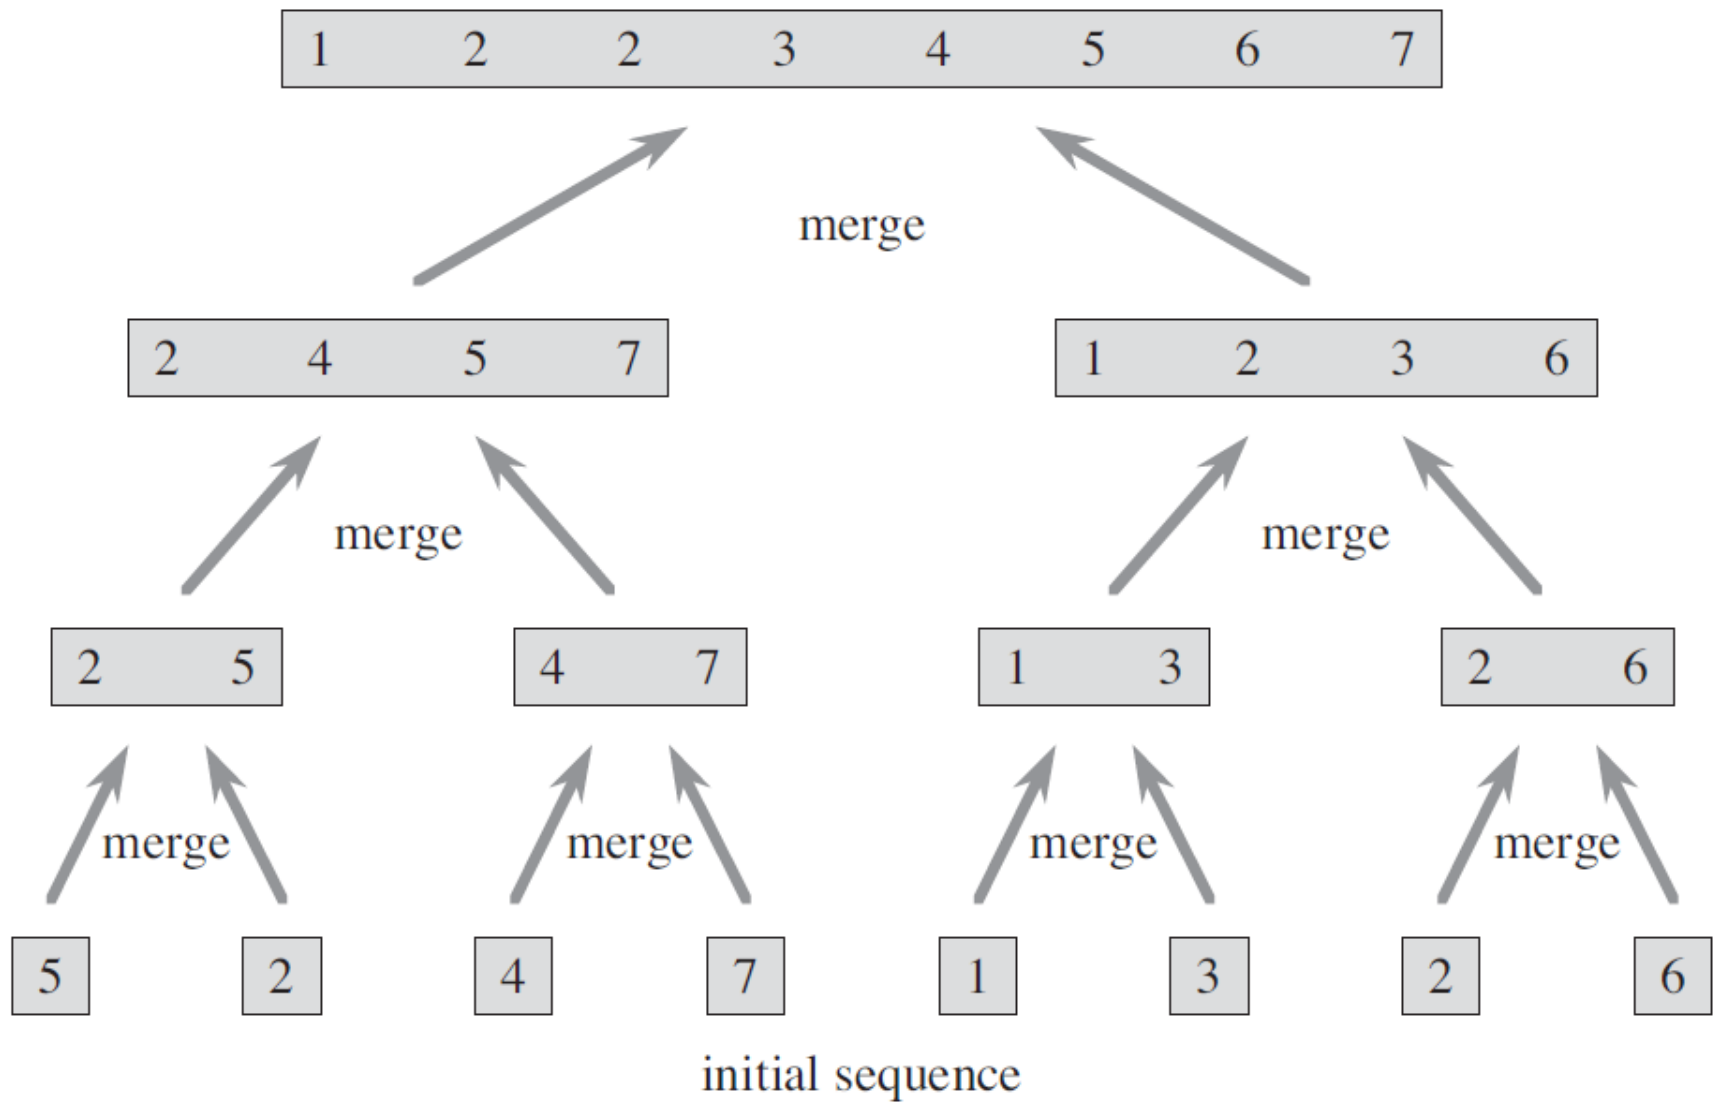 1 2 2 3 4 5 6 7
merge
2 4 5 7 1 2 3 6
merge merge
2 5 4 7 1 3 2 6
merge merge merge merge
5 2 4 7 1 3 2 6
initial sequence